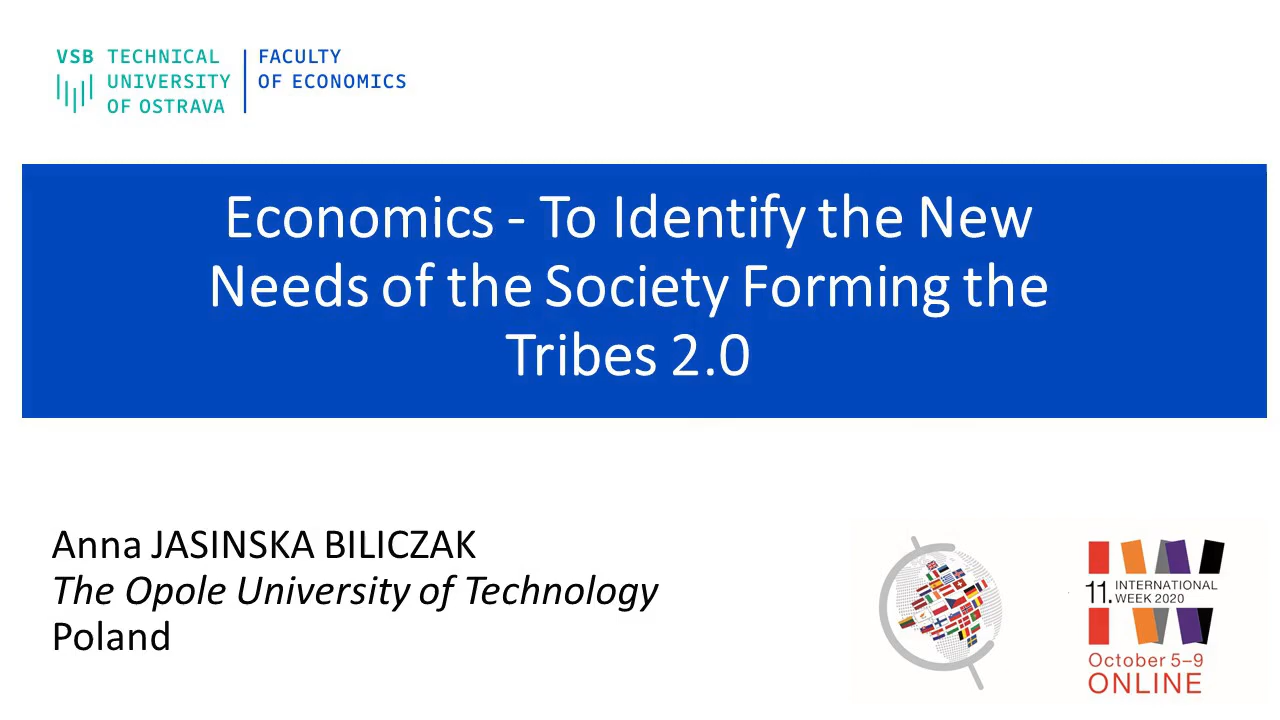 VSB TECHNICAL
UNIVERSITY
OF OSTRAVA
FACULTY
OF ECONOMICS
Economics - To Identify the New
Needs of the Society Forming the
Tribes 2.0
Anna JASINSKA BILICZAK
The Opole University of Technology
Poland
11. INTERNATIONAL
WEEK 2020
October 5–9
ONLINE